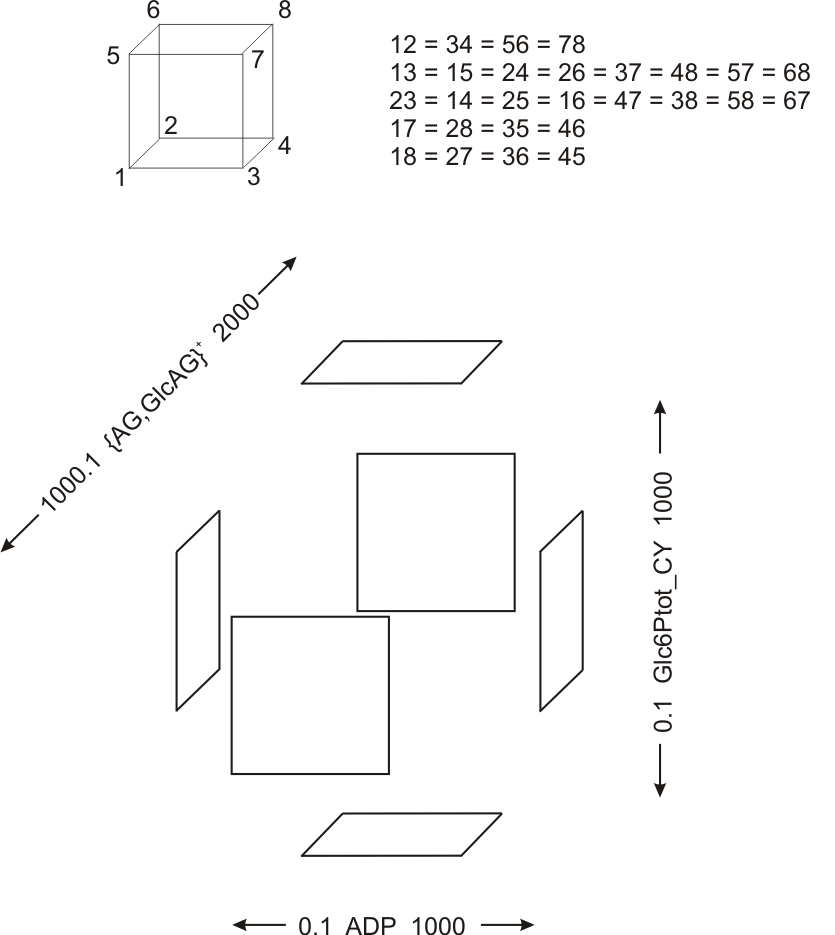 6 8
5 7
2 4
1 3
12 = 34 = 56 = 78
13 = 15 = 24 = 26 = 37 = 48 = 57 = 68
23 = 14 = 25 = 16 = 47 = 38 = 58 = 67
17 = 28 = 35 = 46
18 = 27 = 36 = 45
1000.1 {AG,GlcAG}+ 2000
0.1 Glc6Ptot_CY 1000
0.1 ADP 1000